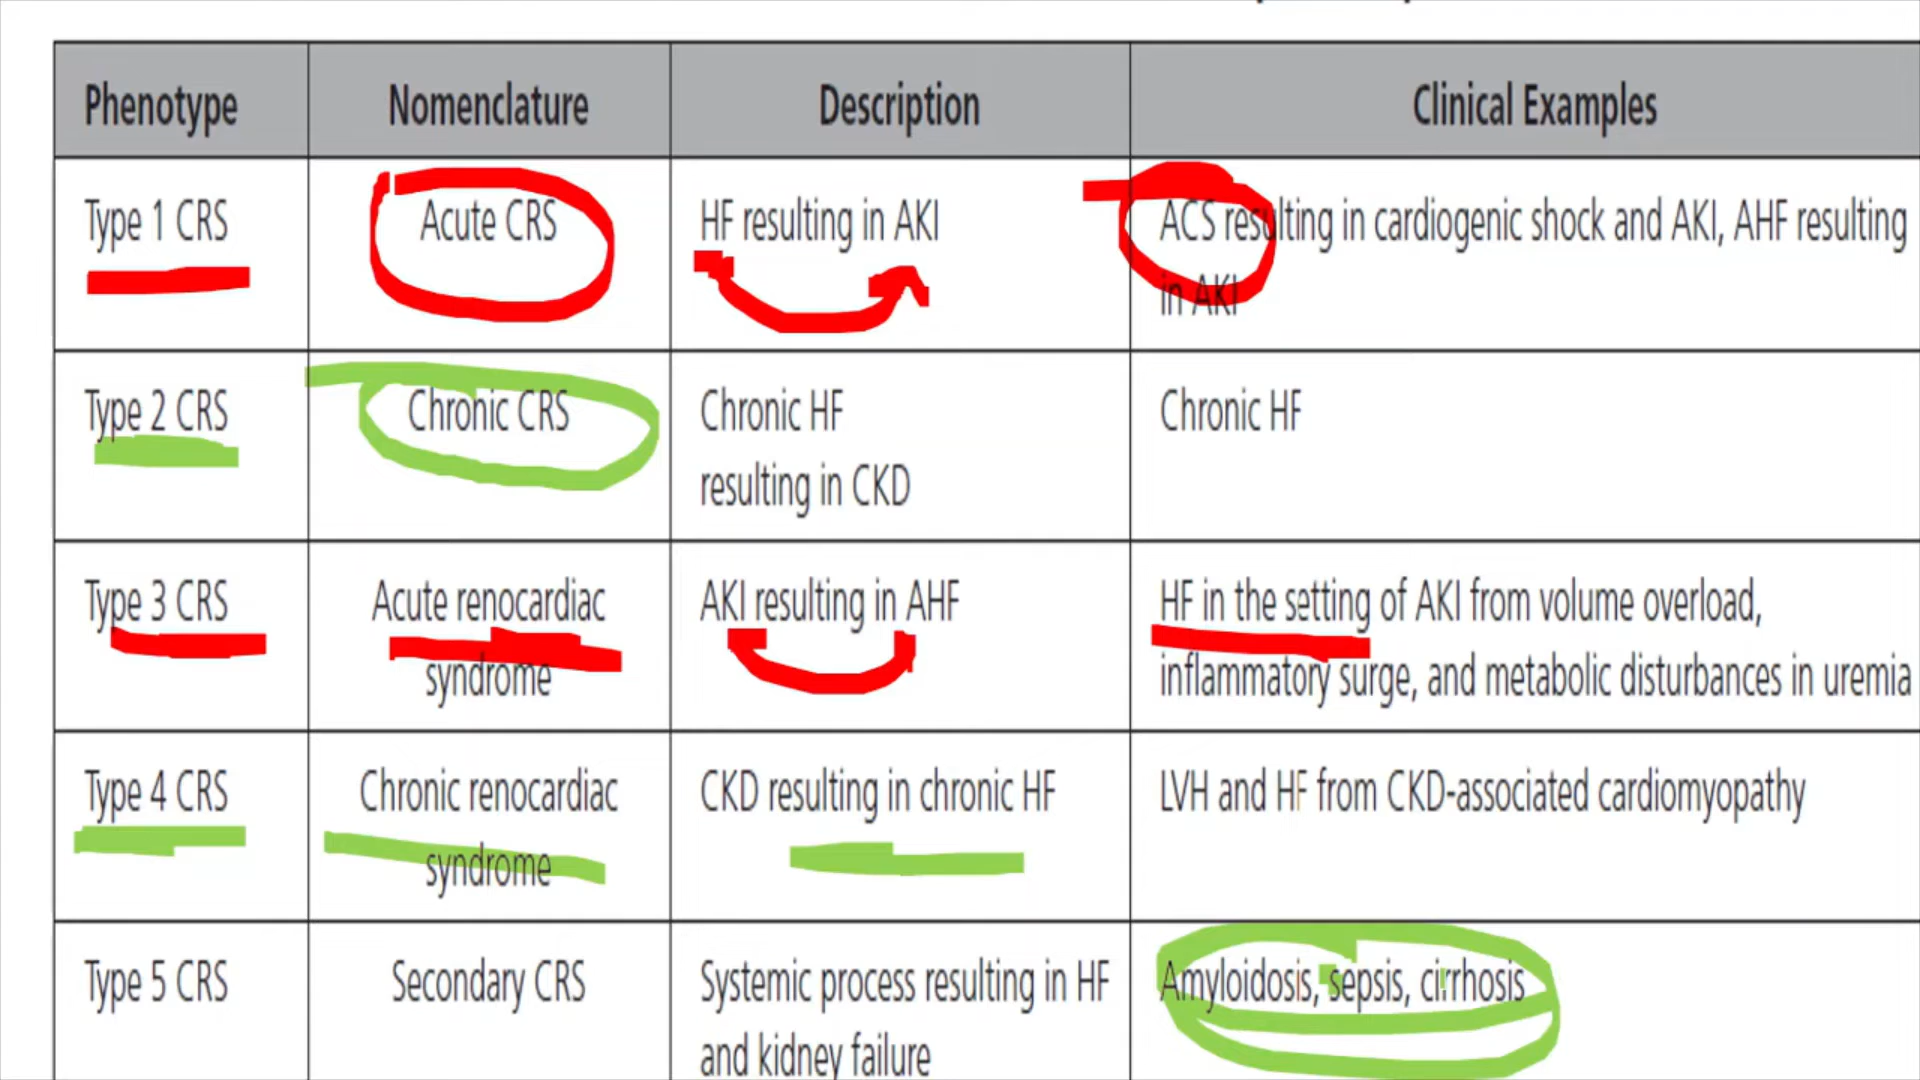 Phenotype Nomenclature Description Clinical Examples
Type 1 CRS Acute CRS HF resulting in AKI ACS resulting in cardiogenic shock and AKI, AHF resulting
in AKI
Type 2 CRS Chronic CRS Chronic HF Chronic HF
resulting in CKD
Type 3 CRS Acute renocardiac AKI resulting in AHF HF in the setting of AKI from volume overload,
syndrome inflammatory surge, and metabolic disturbances in uremia
Type 4 CRS Chronic renocardiac CKD resulting in chronic HF LVH and HF from CKD-associated cardiomyopathy
syndrome
Type 5 CRS Secondary CRS Systemic process resulting in HF Amyloidosis, sepsis, cirrhosis
and kidney failure